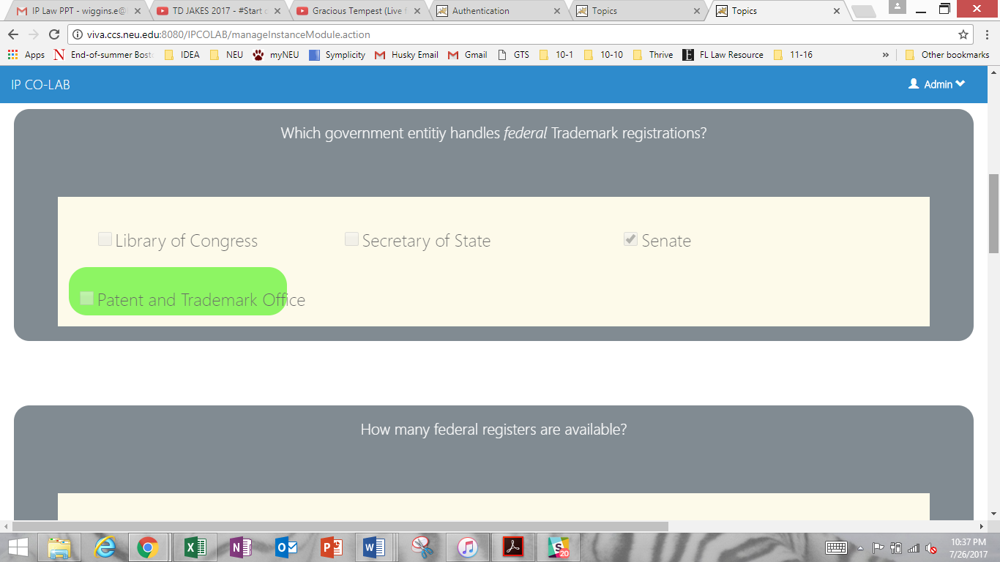 IP Law PPT - wiggins.e@
TD JAKES 2017 - #Start
Gracious Tempest (Live f
Authentication
Topics
Topics
viva.ccs.neu.edu:8080/IPCOLAB/manageInstanceModule.action
Apps
End-of-summer Bost
IDEA
NEU
myNEU
Symplicity
Husky Email
Gmail
GTS
10-1
10-10
Thrive
FL Law Resource
11-16
»
Other bookmarks
IP CO-LAB
Admin
Which government entitiy handles federal Trademark registrations?
Library of Congress
Secretary of State
Senate
Patent and Trademark Office
How many federal registers are available?
20
10:37 PM
7/26/2017